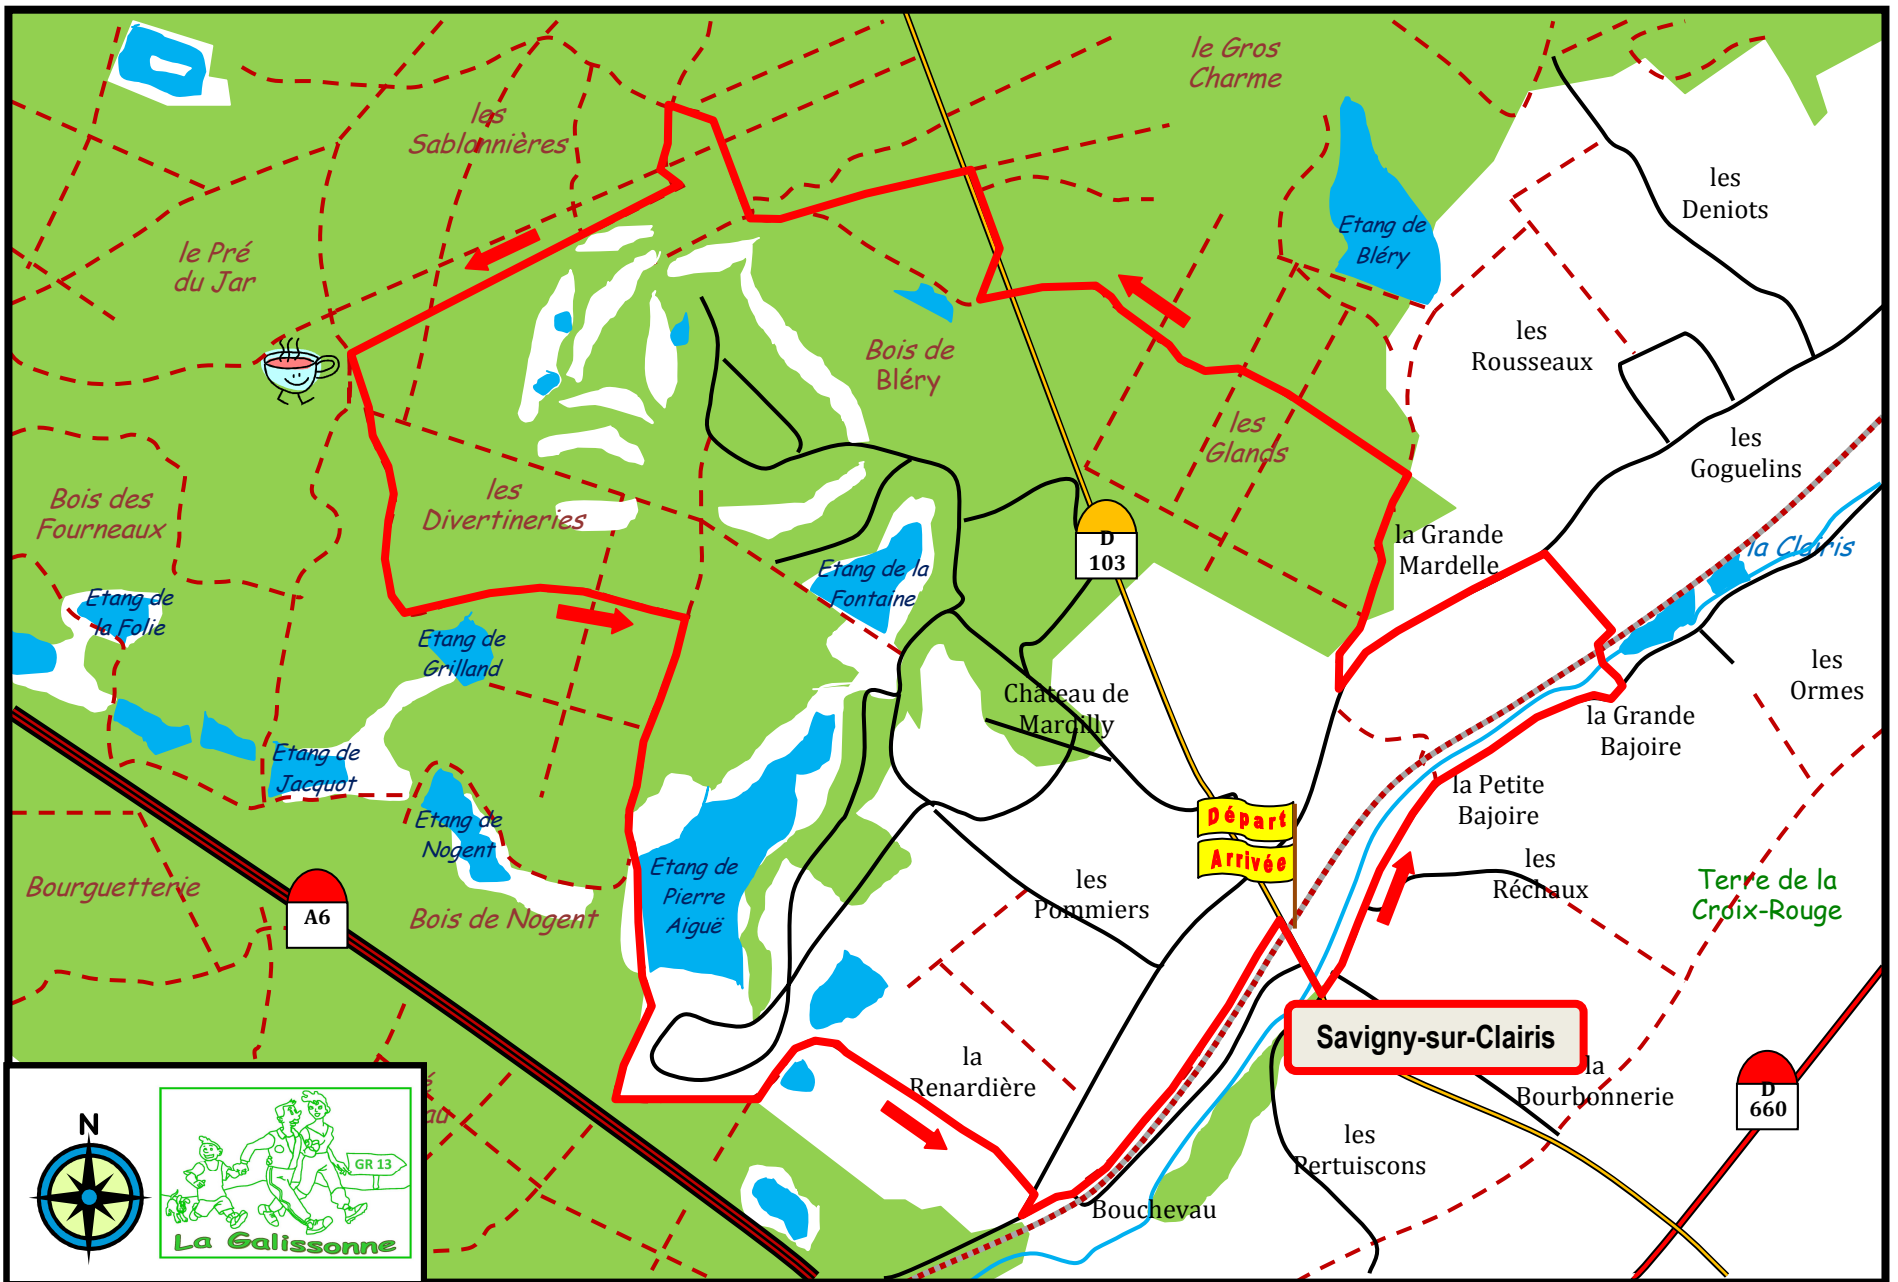 le Gros
Charme
les
Sablonnières
les
Deniots
Etang de
Bléry
le Pré
du Jar
les
Rousseaux
Bois de
Bléry
les
Glands
les
Goguelins
Bois des
Fourneaux
les
Divertineries
D
103
la Grande
Mardelle
la Clairis
Etang de la
Fontaine
Etang de
la Folie
Etang de
Grilland
les
Ormes
Château de
Mardilly
la Grande
Bajoire
Etang de
Jacquot
la Petite
Bajoire
Départ
Arrivée
Etang de
Nogent
les
Réchaux
Etang de
Pierre
Aiguë
les
Pommiers
Terre de la
Croix-Rouge
Bourguetterie
A6
Bois de Nogent
Savigny-sur-Clairis
la
Renardière
la
Bourbonnerie
D
660
les
Pertuiscons
Bouchevau
N
GR 13
La Galissonne